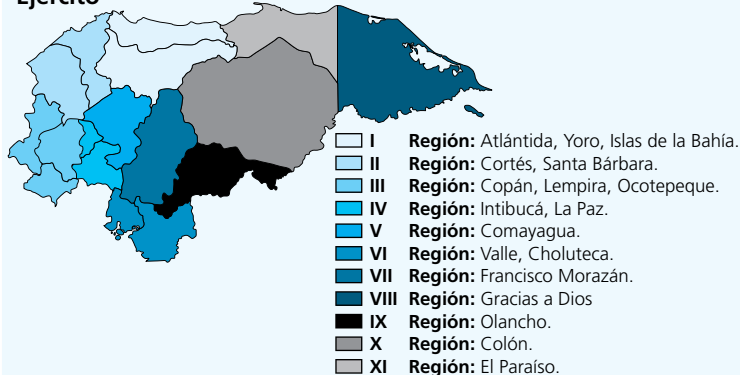 Ejército
I Región: Atlántida, Yoro, Islas de la Bahía.
II Región: Cortés, Santa Bárbara.
III Región: Copán, Lempira, Ocotepeque.
IV Región: Intibucá, La Paz.
V Región: Comayagua.
VI Región: Valle, Choluteca.
VII Región: Francisco Morazán.
VIII Región: Gracias a Dios
IX Región: Olancho.
X Región: Colón.
XI Región: El Paraíso.